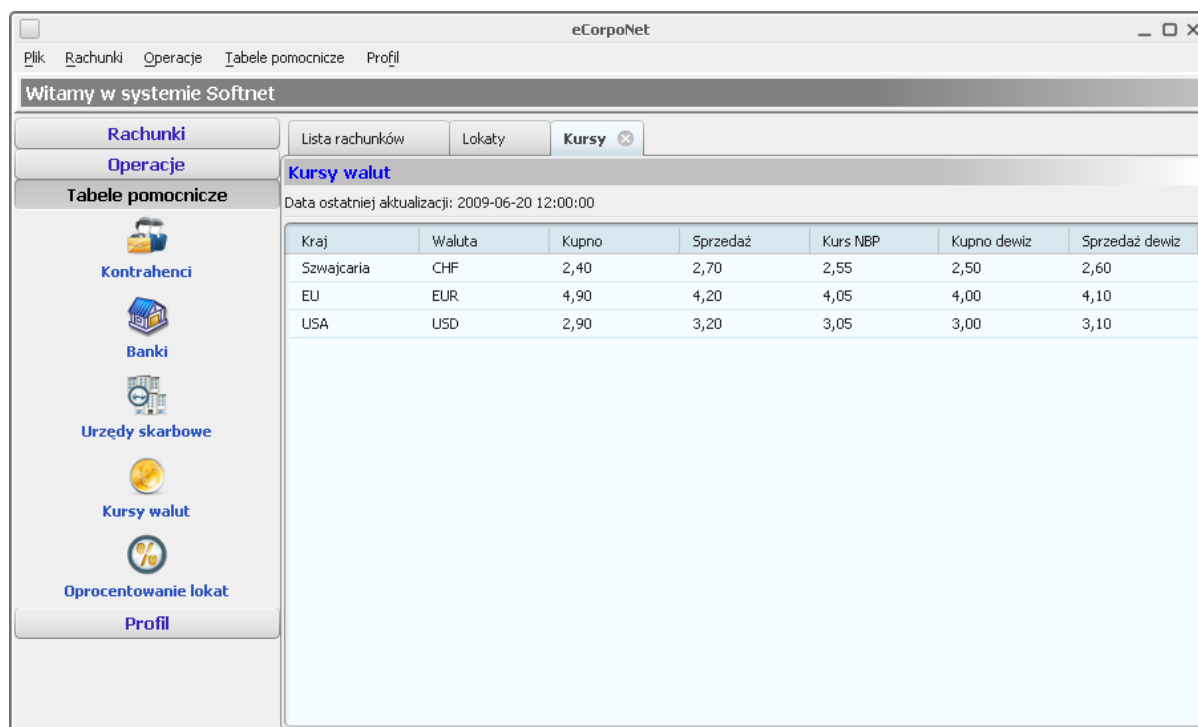 eCorpoNet
Plik Rachunki Operacje Tabele pomocnicze Profil
Witamy w systemie Softnet
Rachunki
Operacje
Tabele pomocnicze
Kontrahenci
Banki
Urzędy skarbowe
Kursy walut
Oprocentowanie lokat
Profil
Lista rachunków Lokaty Kursy
Kursy walut
Data ostatniej aktualizacji: 2009-06-20 12:00:00
Kraj Waluta Kupno Sprzedaż Kurs NBP Kupno dewiz Sprzedaż dewiz
Szwajcaria CHF 2,40 2,70 2,55 2,50 2,60
EU EUR 4,90 4,20 4,05 4,00 4,10
USA USD 2,90 3,20 3,05 3,00 3,10